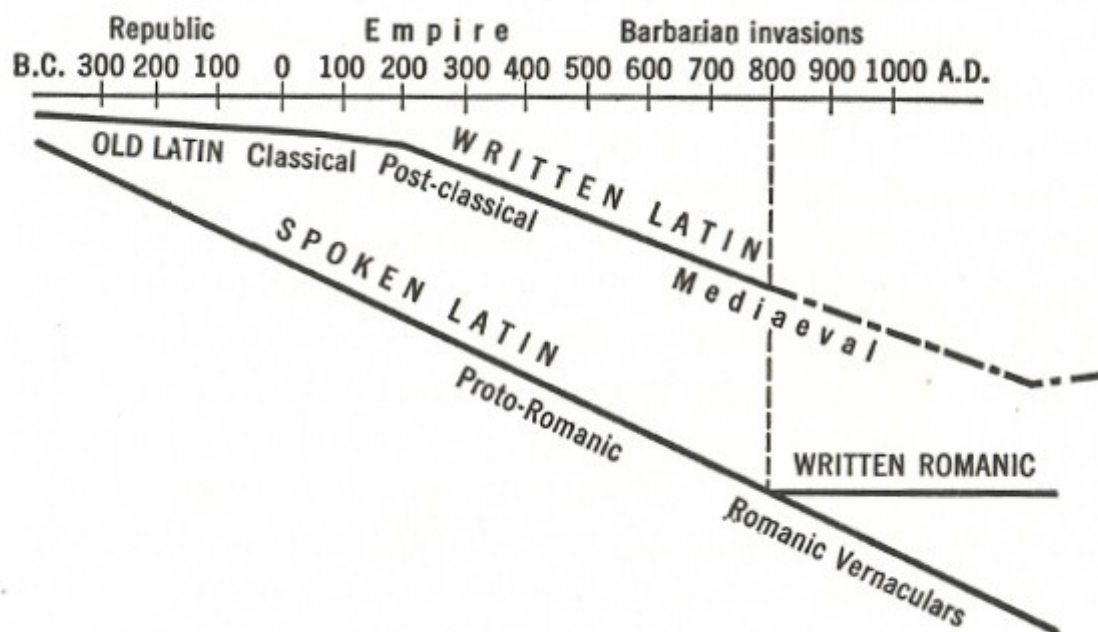 Republic Empire Barbarian invasions
B.C. 300 200 100 0 100 200 300 400 500 600 700 800 900 1000 A.D.
OLD LATIN Classical Post-classical
WRITTEN LATIN
Mediaeval
SPOKEN LATIN
Proto-Romanic
WRITTEN ROMANIC
Romanic Vernaculars